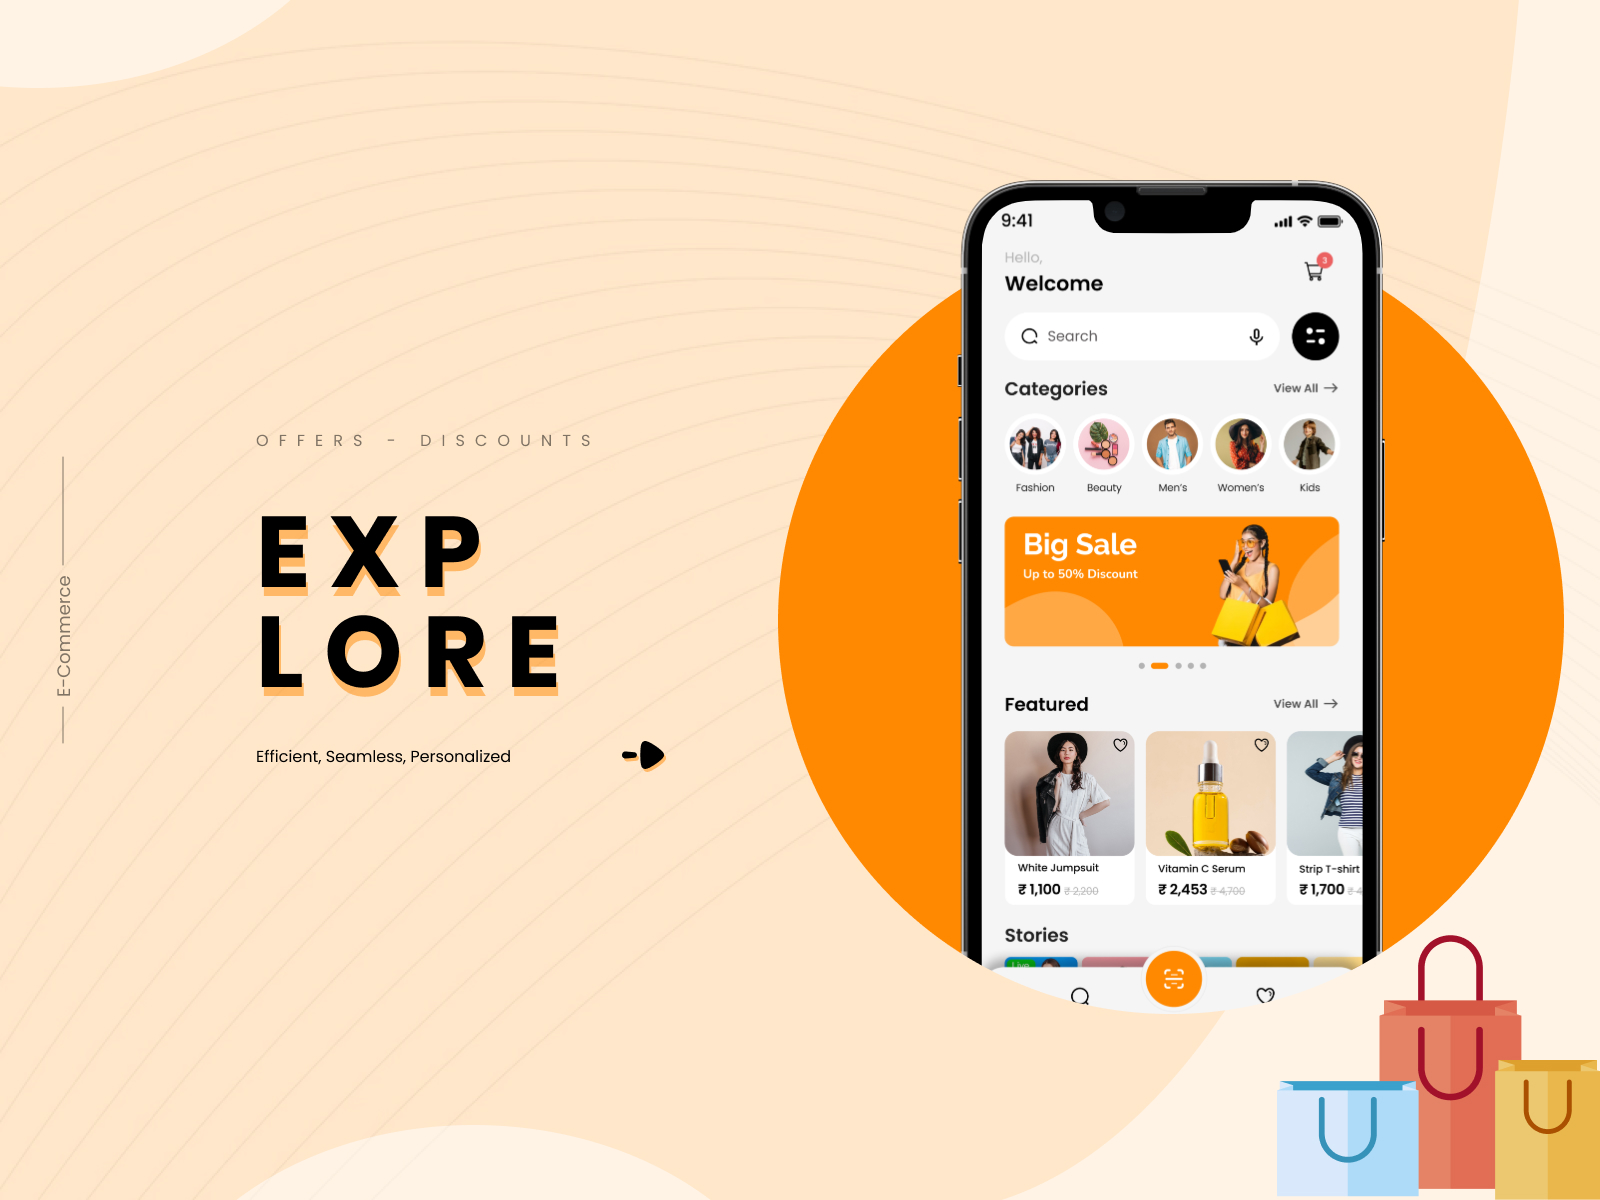 E-Commerce
OFFERS - DISCOUNTS
EXP
LORE
Efficient, Seamless, Personalized
9:41
Hello,
Welcome
3
Search
Categories
View All
Fashion Beauty Men's Women's Kids
Big Sale
Up to 50% Discount
Featured
View All
White Jumpsuit
₹ 1,100 ₹ 2,200
Vitamin C Serum
₹ 2,453 ₹ 4,700
Strip T-shirt
₹ 1,700 ₹ 4
Stories
Live